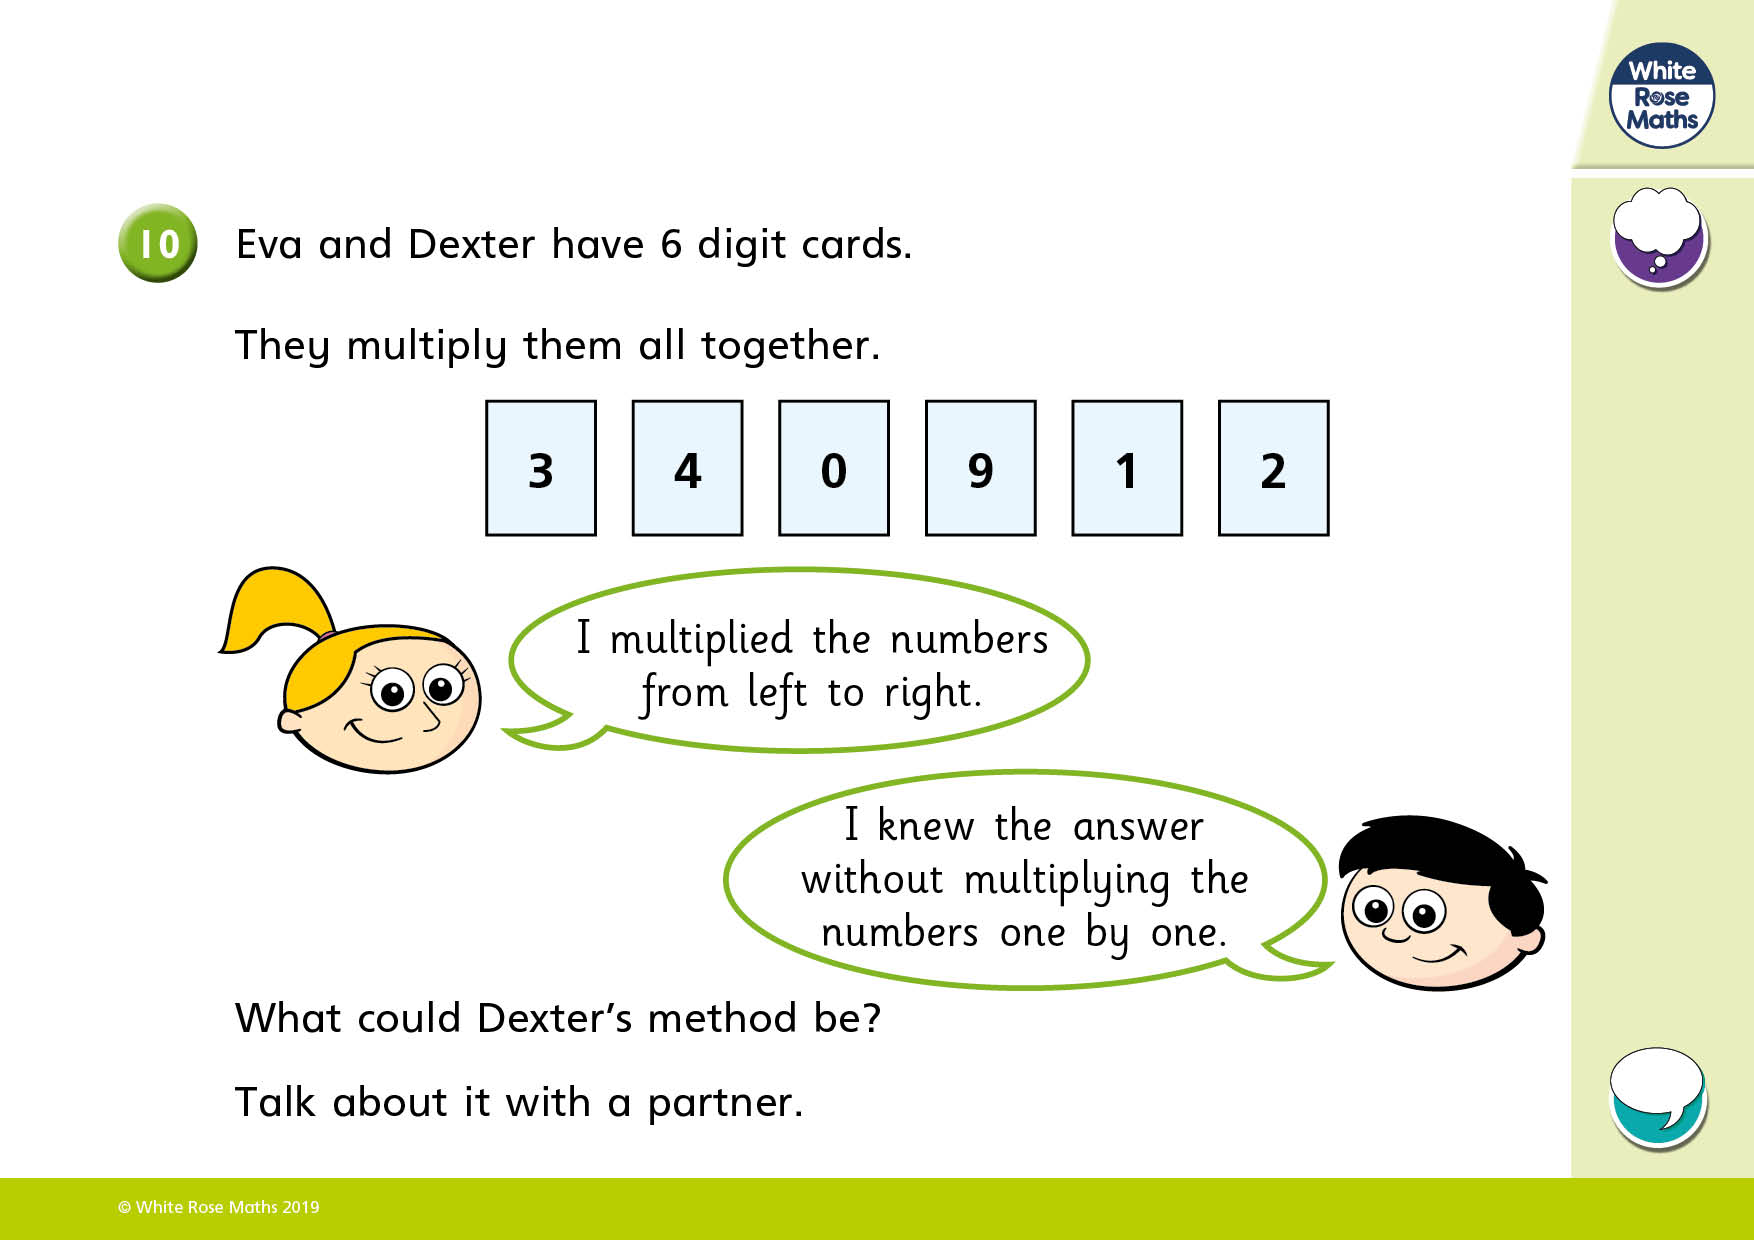 White
Rose
Maths
10
Eva and Dexter have 6 digit cards.
They multiply them all together.
3 4 0 9 1 2
I multiplied the numbers
from left to right.
I knew the answer
without multiplying the
numbers one by one.
What could Dexter’s method be?
Talk about it with a partner.
© White Rose Maths 2019